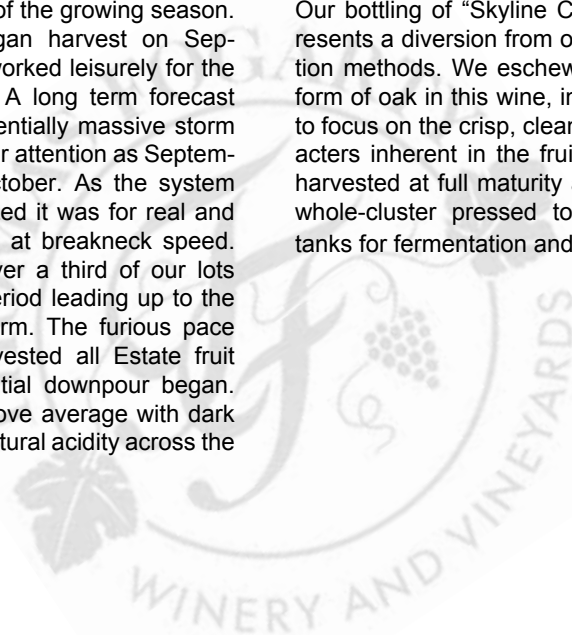 of the growing season.
gan harvest on Sep-
worked leisurely for the
A long term forecast
entially massive storm
r attention as Septem-
ctober. As the system
ed it was for real and
at breakneck speed.
ver a third of our lots
eriod leading up to the
rm. The furious pace
vested all Estate fruit
tial downpour began.
ove average with dark
tural acidity across the
Our bottling of “Skyline C
resents a diversion from o
tion methods. We eschew
form of oak in this wine, in
to focus on the crisp, clear
acters inherent in the frui
harvested at full maturity a
whole-cluster pressed to
tanks for fermentation and
FOGARTY
WINERY AND VINEYARDS